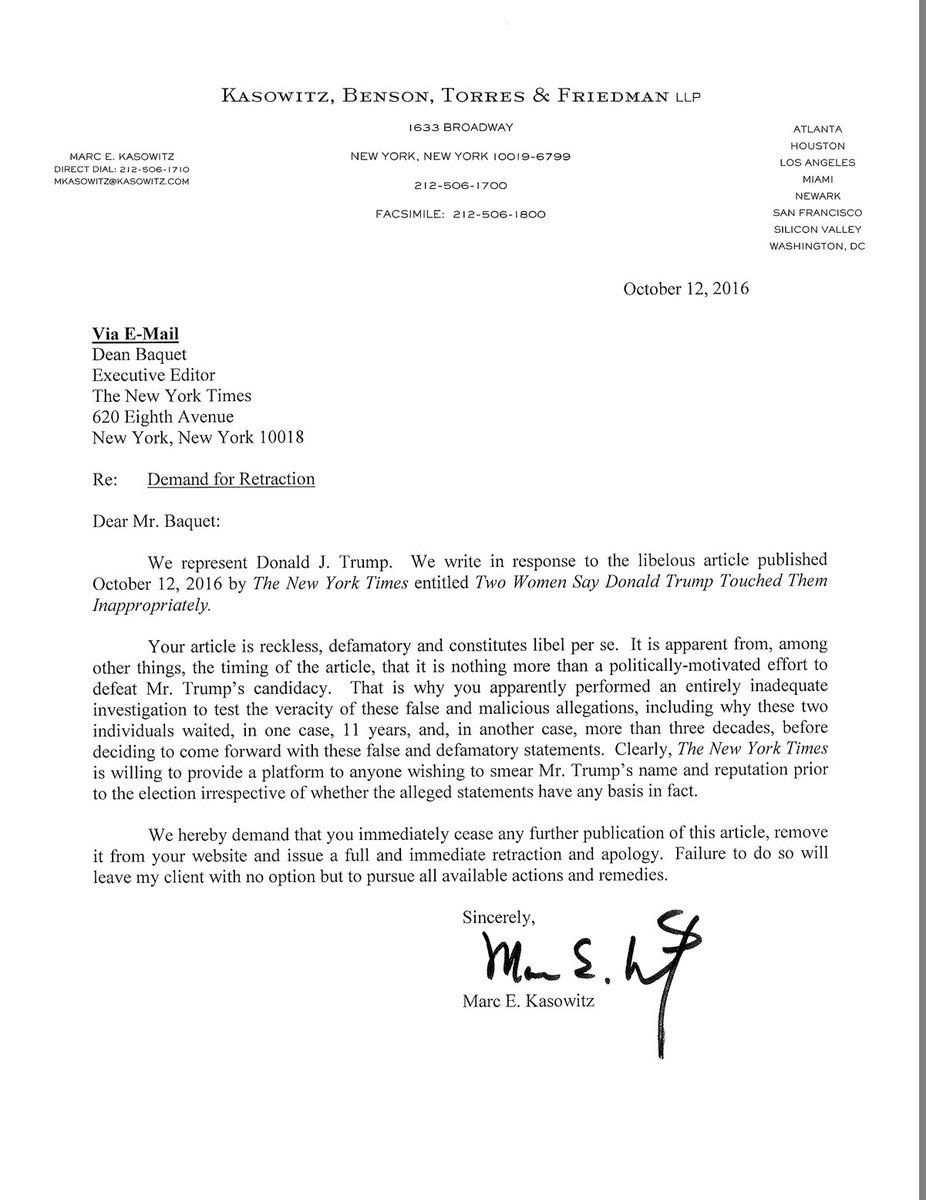 KASOWITZ, BENSON, TORRES & FRIEDMAN LLP
1633 BROADWAY
NEW YORK, NEW YORK 10019-6799
212-506-1700
FACSIMILE: 212-506-1800
MARC E. KASOWITZ
DIRECT DIAL: 212-506-1710
MKASOWITZ@KASOWITZ.COM
ATLANTA
HOUSTON
LOS ANGELES
MIAMI
NEWARK
SAN FRANCISCO
SILICON VALLEY
WASHINGTON, DC
October 12, 2016
Via E-Mail
Dean Baquet
Executive Editor
The New York Times
620 Eighth Avenue
New York, New York 10018
Re: Demand for Retraction
Dear Mr. Baquet:
We represent Donald J. Trump. We write in response to the libelous article published
October 12, 2016 by The New York Times entitled Two Women Say Donald Trump Touched Them
Inappropriately.
Your article is reckless, defamatory and constitutes libel per se. It is apparent from, among
other things, the timing of the article, that it is nothing more than a politically-motivated effort to
defeat Mr. Trump's candidacy. That is why you apparently performed an entirely inadequate
investigation to test the veracity of these false and malicious allegations, including why these two
individuals waited, in one case, 11 years, and, in another case, more than three decades, before
deciding to come forward with these false and defamatory statements. Clearly, The New York Times
is willing to provide a platform to anyone wishing to smear Mr. Trump's name and reputation prior
to the election irrespective of whether the alleged statements have any basis in fact.
We hereby demand that you immediately cease any further publication of this article, remove
it from your website and issue a full and immediate retraction and apology. Failure to do so will
leave my client with no option but to pursue all available actions and remedies.
Sincerely,
Marc E. Kasowitz